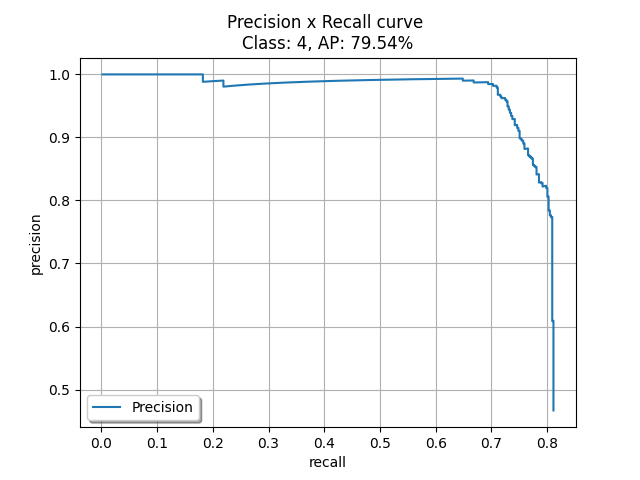 Precision x Recall curve
Class: 4, AP: 79.54%
1.0
0.9
0.8
0.7
0.6
0.5
precision
Precision
0.0 0.1 0.2 0.3 0.4 0.5 0.6 0.7 0.8
recall